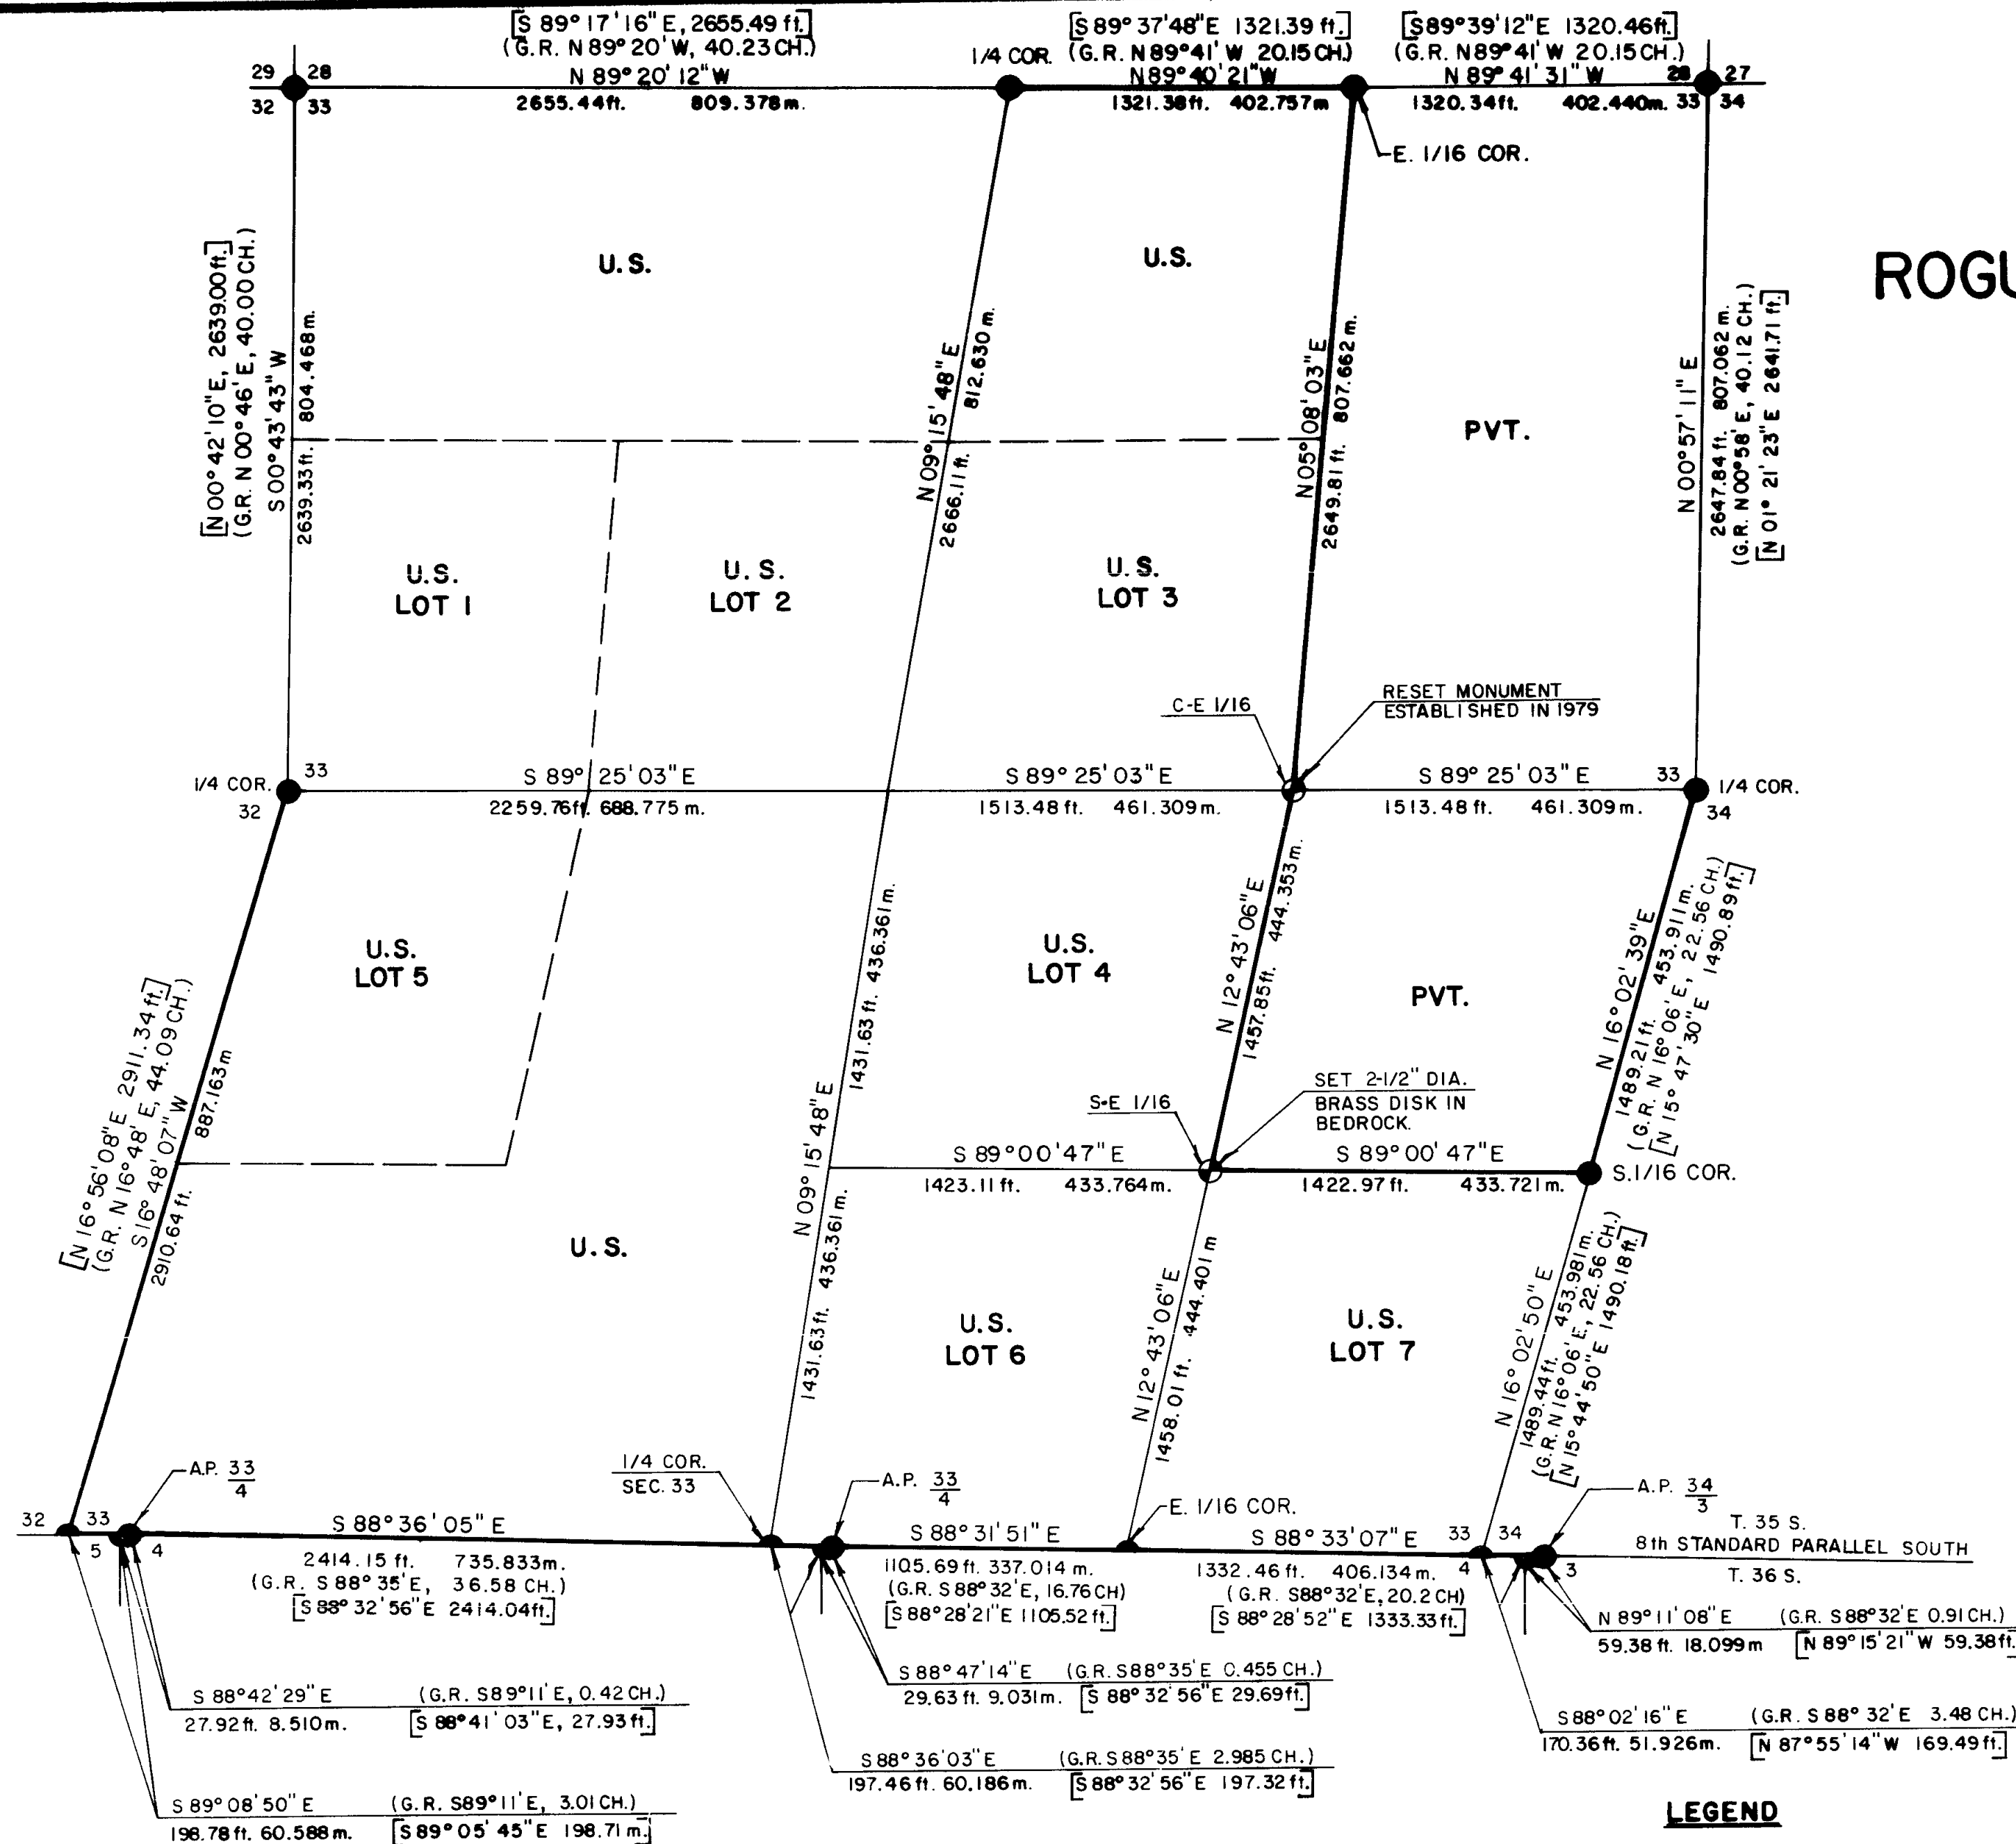 [S 89° 17' 16" E, 2655.49 ft.]
(G.R. N 89° 20' W, 40.23 CH.)
N 89° 20' 12" W
2655.44 ft. 809.378 m.
1/4 COR.
[S 89° 37' 48" E 1321.39 ft.]
(G.R. N 89° 41' W 20.15 CH.)
N 89° 40' 21" W
1321.38 ft. 402.757 m
[S 89° 39' 12" E 1320.46 ft.]
(G.R. N 89° 41' W 20.15 CH.)
N 89° 41' 31" W
1320.34 ft. 402.440 m.
29 28
32 33
28 27
33 34
E. 1/16 COR.
ROGU
U.S.
U.S.
PVT.
[N 00° 42' 10" E, 2639.00 ft.]
(G.R. N 00° 46' E, 40.00 CH.)
S 00° 43' 43" W
2639.33 ft. 804.468 m.
N 09° 15' 48" E
2666.11 ft. 812.630 m.
N 05° 08' 03" E
2649.81 ft. 807.662 m.
N 00° 57' 11" E
2647.84 ft. 807.062 m.
(G.R. N 00° 58' E, 40.12 CH.)
[N 01° 21' 23" E 2641.71 ft.]
U.S.
LOT 1
U.S.
LOT 2
U.S.
LOT 3
C-E 1/16
RESET MONUMENT
ESTABLISHED IN 1979
1/4 COR.
33
32
S 89° 25' 03" E
2259.76 ft. 688.775 m.
S 89° 25' 03" E
1513.48 ft. 461.309 m.
S 89° 25' 03" E
1513.48 ft. 461.309 m.
33
34
1/4 COR.
U.S.
LOT 5
U.S.
LOT 4
PVT.
[N 16° 56' 08" E 2911.34 ft.]
(G.R. N 16° 48' E, 44.09 CH.)
S 16° 48' 07" W
2910.64 ft. 887.163 m
N 09° 15' 48" E
1431.63 ft. 436.361 m.
N 12° 43' 06" E
1457.85 ft. 444.353 m.
N 16° 02' 39" E
1489.21 ft. 453.911 m.
(G.R. N 16° 06' E, 22.56 CH.)
[N 15° 47' 30" E 1490.89 ft.]
S-E 1/16
SET 2-1/2" DIA.
BRASS DISK IN
BEDROCK.
S 89° 00' 47" E
1423.11 ft. 433.764 m.
S 89° 00' 47" E
1422.97 ft. 433.721 m.
S. 1/16 COR.
U.S.
U.S.
LOT 6
U.S.
LOT 7
1431.63 ft. 436.361 m.
N 12° 43' 06" E
1458.01 ft. 444.401 m
N 16° 02' 50" E
1489.44 ft. 453.981 m.
(G.R. N 16° 06' E, 22.56 CH.)
[N 15° 44' 50" E 1490.18 ft.]
A.P. 33
4
1/4 COR.
SEC. 33
A.P. 33
4
E. 1/16 COR.
A.P. 34
3
32 33
5 4
33 34
4 3
T. 35 S.
8th STANDARD PARALLEL SOUTH
T. 36 S.
S 88° 36' 05" E
2414.15 ft. 735.833 m.
(G.R. S 88° 35' E, 36.58 CH.)
[S 88° 32' 56" E 2414.04 ft.]
S 88° 31' 51" E
1105.69 ft. 337.014 m.
(G.R. S 88° 32' E, 16.76 CH)
[S 88° 28' 21" E 1105.52 ft.]
S 88° 33' 07" E
1332.46 ft. 406.134 m.
(G.R. S 88° 32' E, 20.2 CH)
[S 88° 28' 52" E 1333.33 ft.]
N 89° 11' 08" E (G.R. S 88° 32' E 0.91 CH.)
59.38 ft. 18.099 m [N 89° 15' 21" W 59.38 ft.
S 88° 47' 14" E (G.R. S 88° 35' E 0.455 CH.)
29.63 ft. 9.031 m. [S 88° 32' 56" E 29.69 ft.]
S 88° 42' 29" E (G.R. S 89° 11' E, 0.42 CH.)
27.92 ft. 8.510 m. [S 88° 41' 03" E, 27.93 ft.]
S 88° 02' 16" E (G.R. S 88° 32' E 3.48 CH.)
170.36 ft. 51.926 m. [N 87° 55' 14" W 169.49 ft.]
S 88° 36' 03" E (G.R. S 88° 35' E 2.985 CH.)
197.46 ft. 60.186 m. [S 88° 32' 56" E 197.32 ft.]
S 89° 08' 50" E (G.R. S 89° 11' E, 3.01 CH.)
198.78 ft. 60.588 m. [S 89° 05' 45" E 198.71 m.]
LEGEND